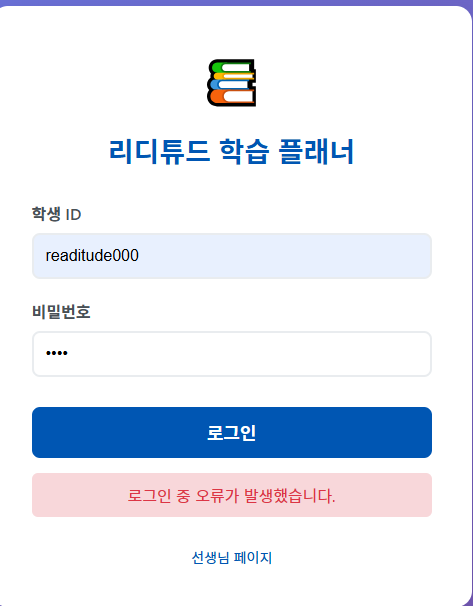 리디튜드 학습 플래너
학생 ID
readitude000
비밀번호
••••
로그인
로그인 중 오류가 발생했습니다.
선생님 페이지